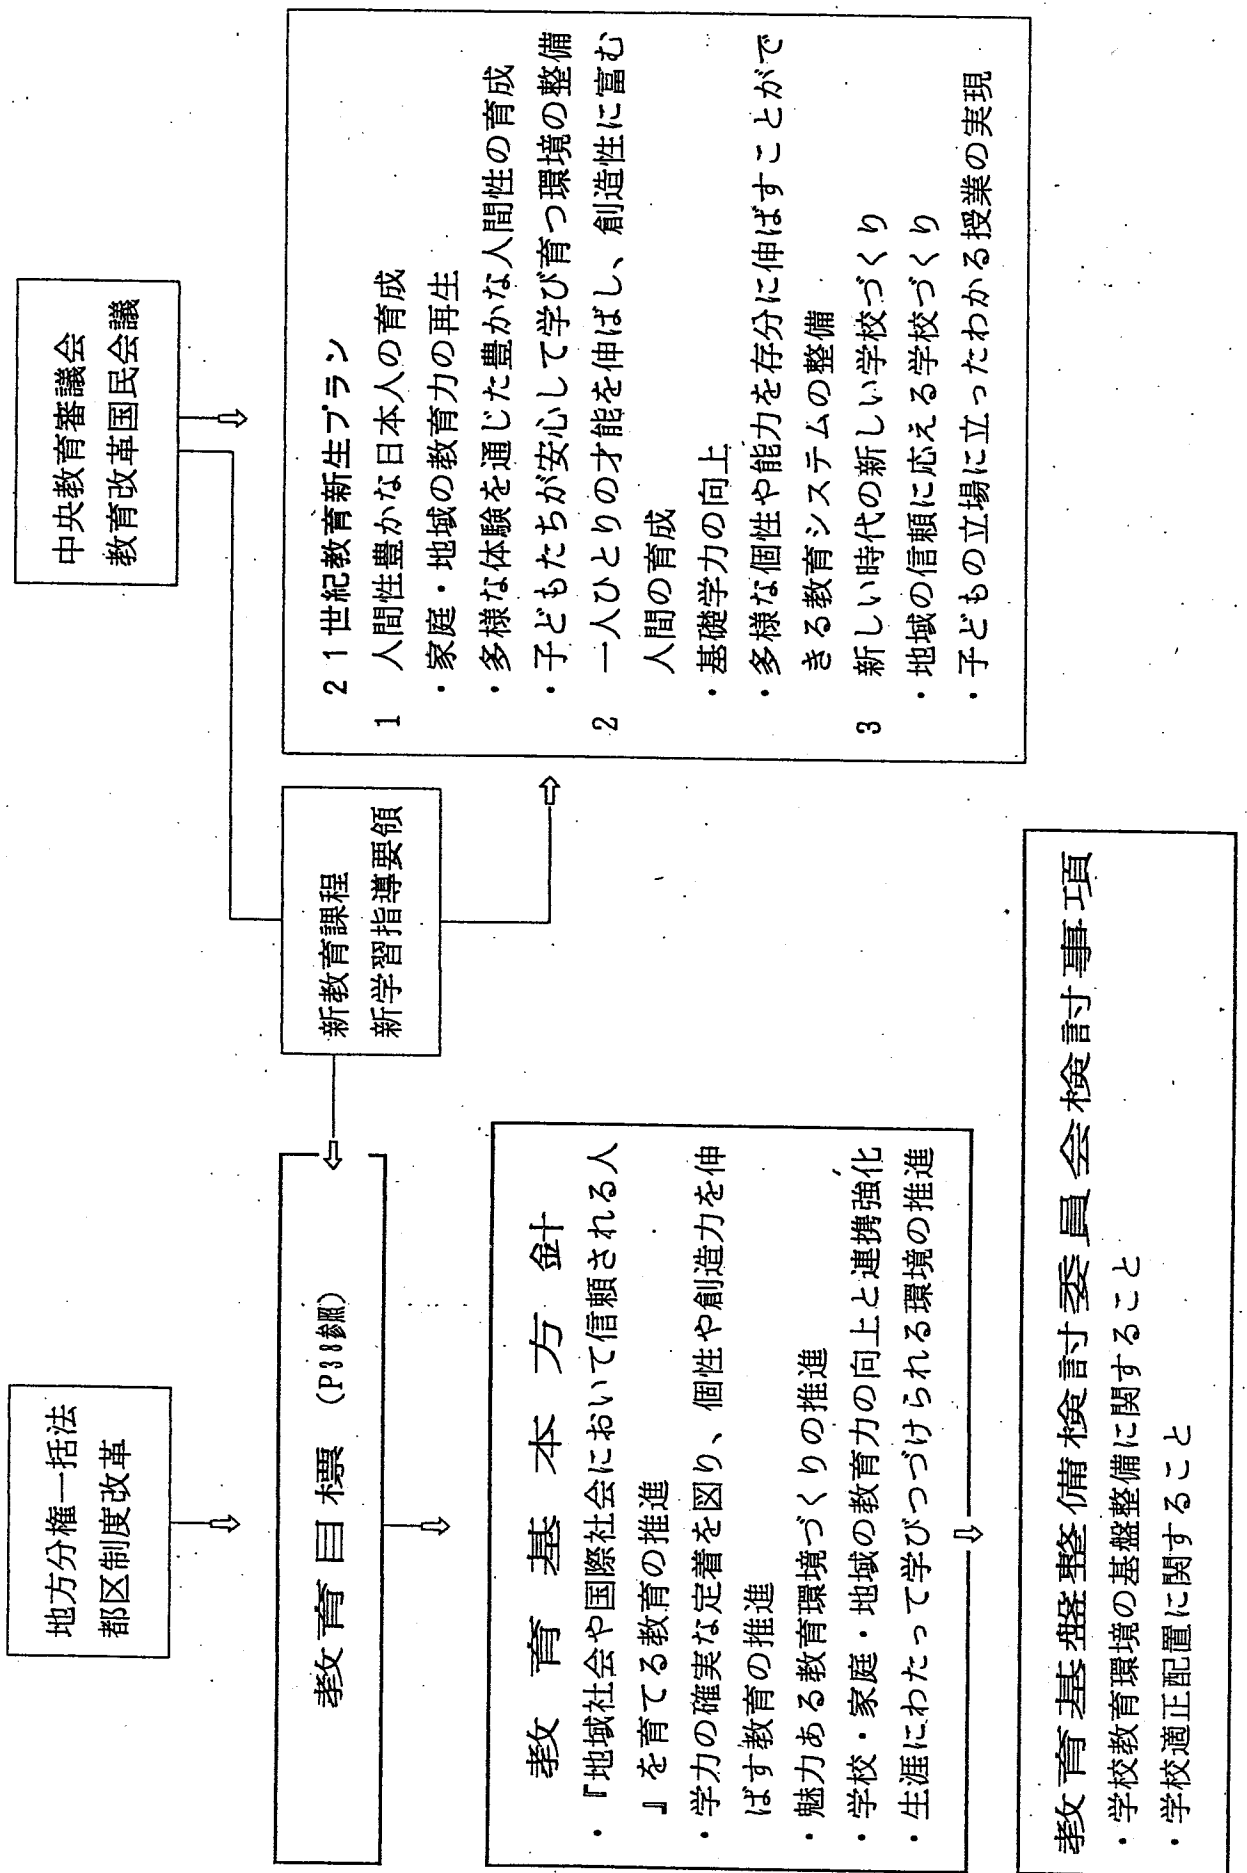 地方分権一括法
都区制度改革
教育目標 (P38参照)
教育基本方針
・『地域社会や国際社会において信頼される人
』を育てる教育の推進
・学力の確実な定着を図り、個性や創造力を伸
ばす教育の推進
・魅力ある教育環境づくりの推進
・学校・家庭・地域の教育力の向上と連携強化
・生涯にわたって学びつづけられる環境の推進
教育基盤整備検討委員会検討事項
・学校教育環境の基盤整備に関すること
・学校適正配置に関すること
新教育課程
新学習指導要領
中央教育審議会
教育改革国民会議
21世紀教育新生プラン
1 人間性豊かな日本人の育成
・家庭・地域の教育力の再生
・多様な体験を通じた豊かな人間性の育成
・子どもたちが安心して学び育つ環境の整備
2 一人ひとりの才能を伸ばし、創造性に富む
人間の育成
・基礎学力の向上
・多様な個性や能力を存分に伸ばすことがで
きる教育システムの整備
3 新しい時代の新しい学校づくり
・地域の信頼に応える学校づくり
・子どもの立場に立ったわかる授業の実現